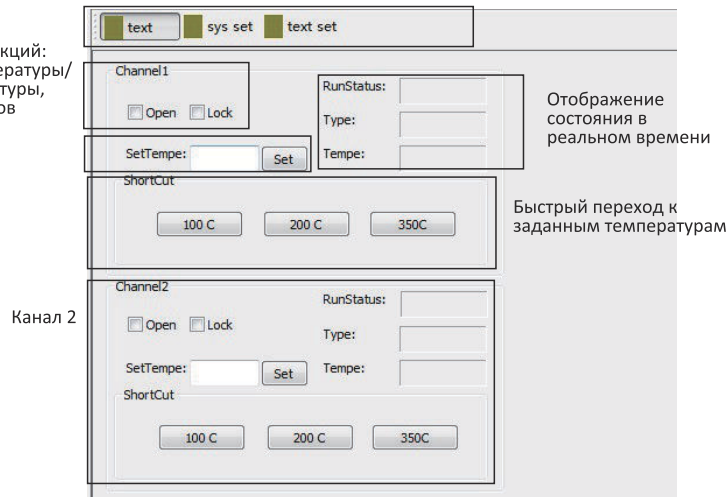 text sys set text set
кций:
ературы/
туры,
ов
Channel1
Open Lock
RunStatus:
Type:
SetTempe: Set
Tempe:
Отображение
состояния в
реальном времени
ShortCut
100 C 200 C 350C
Быстрый переход к
заданным температурам
Канал 2
Channel2
Open Lock
RunStatus:
Type:
SetTempe: Set
Tempe:
ShortCut
100 C 200 C 350C